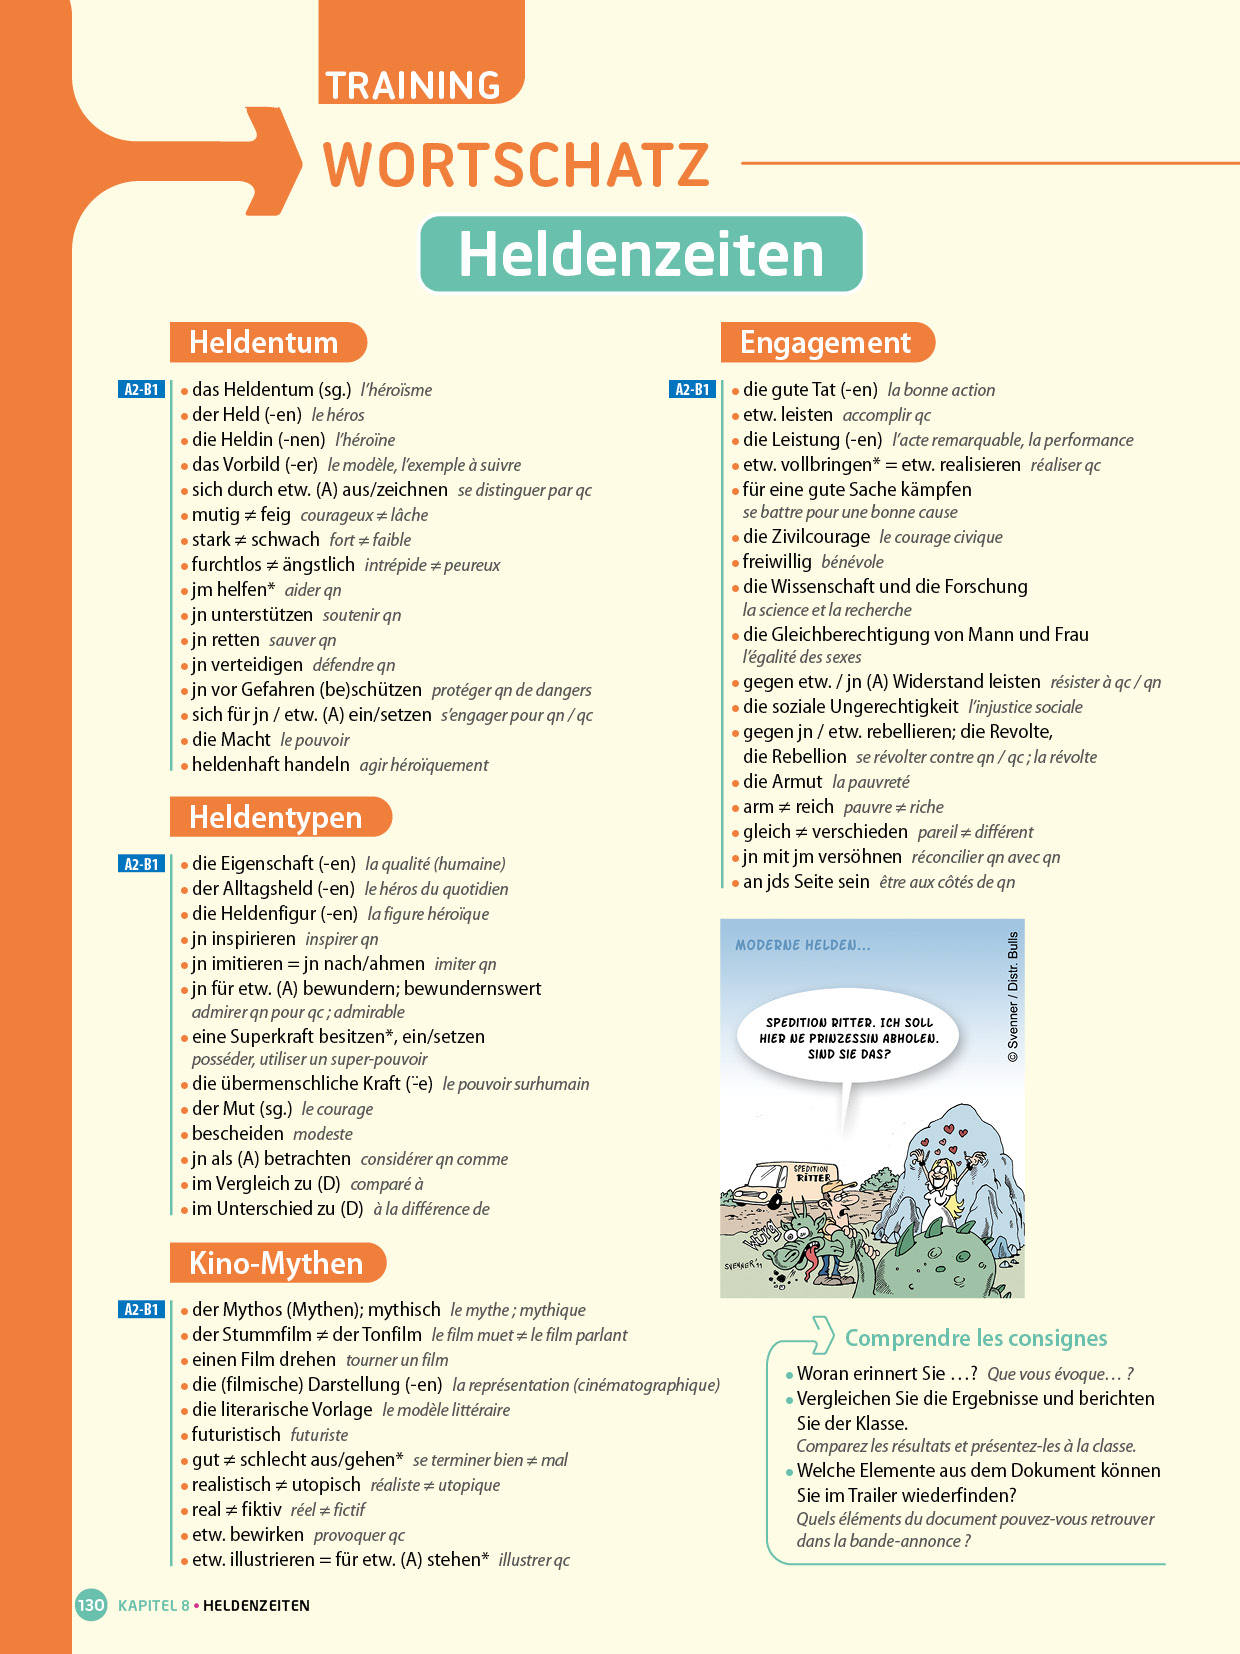 TRAINING
WORTSCHATZ
Heldenzeiten
Heldentum
A2-B1
• das Heldentum (sg.) l'héroïsme
• der Held (-en) le héros
• die Heldin (-nen) l'héroïne
• das Vorbild (-er) le modèle, l'exemple à suivre
• sich durch etw. (A) aus/zeichnen se distinguer par qc
• mutig ≠ feig courageux ≠ lâche
• stark ≠ schwach fort ≠ faible
• furchtlos ≠ ängstlich intrépide ≠ peureux
• jm helfen* aider qn
• jn unterstützen soutenir qn
• jn retten sauver qn
• jn verteidigen défendre qn
• jn vor Gefahren (be)schützen protéger qn de dangers
• sich für jn / etw. (A) ein/setzen s'engager pour qn / qc
• die Macht le pouvoir
• heldenhaft handeln agir héroïquement
Heldentypen
A2-B1
• die Eigenschaft (-en) la qualité (humaine)
• der Alltagsheld (-en) le héros du quotidien
• die Heldenfigur (-en) la figure héroïque
• jn inspirieren inspirer qn
• jn imitieren = jn nach/ahmen imiter qn
• jn für etw. (A) bewundern; bewundernswert
admirer qn pour qc ; admirable
• eine Superkraft besitzen*, ein/setzen
posséder, utiliser un super-pouvoir
• die übermenschliche Kraft (¨e) le pouvoir surhumain
• der Mut (sg.) le courage
• bescheiden modeste
• jn als (A) betrachten considérer qn comme
• im Vergleich zu (D) comparé à
• im Unterschied zu (D) à la différence de
Kino-Mythen
A2-B1
• der Mythos (Mythen); mythisch le mythe ; mythique
• der Stummfilm ≠ der Tonfilm le film muet ≠ le film parlant
• einen Film drehen tourner un film
• die (filmische) Darstellung (-en) la représentation (cinématographique)
• die literarische Vorlage le modèle littéraire
• futuristisch futuriste
• gut ≠ schlecht aus/gehen* se terminer bien ≠ mal
• realistisch ≠ utopisch réaliste ≠ utopique
• real ≠ fiktiv réel ≠ fictif
• etw. bewirken provoquer qc
• etw. illustrieren = für etw. (A) stehen* illustrer qc
Engagement
A2-B1
• die gute Tat (-en) la bonne action
• etw. leisten accomplir qc
• die Leistung (-en) l'acte remarquable, la performance
• etw. vollbringen* = etw. realisieren réaliser qc
• für eine gute Sache kämpfen
se battre pour une bonne cause
• die Zivilcourage le courage civique
• freiwillig bénévole
• die Wissenschaft und die Forschung
la science et la recherche
• die Gleichberechtigung von Mann und Frau
l'égalité des sexes
• gegen etw. / jn (A) Widerstand leisten résister à qc / qn
• die soziale Ungerechtigkeit l'injustice sociale
• gegen jn / etw. rebellieren; die Revolte,
die Rebellion se révolter contre qn / qc ; la révolte
• die Armut la pauvreté
• arm ≠ reich pauvre ≠ riche
• gleich ≠ verschieden pareil ≠ différent
• jn mit jm versöhnen réconcilier qn avec qn
• an jds Seite sein être aux côtés de qn
MODERNE HELDEN...
© Svenner / Distr. Bulls
SPEDITION RITTER. ICH SOLL
HIER NE PRINZESSIN ABHOLEN.
SIND SIE DAS?
SPEDITION
RITTER
WÜRG
SVENNER '11
Comprendre les consignes
• Woran erinnert Sie …? Que vous évoque… ?
• Vergleichen Sie die Ergebnisse und berichten
Sie der Klasse.
Comparez les résultats et présentez-les à la classe.
• Welche Elemente aus dem Dokument können
Sie im Trailer wiederfinden?
Quels éléments du document pouvez-vous retrouver
dans la bande-annonce ?
130 KAPITEL 8 • HELDENZEITEN